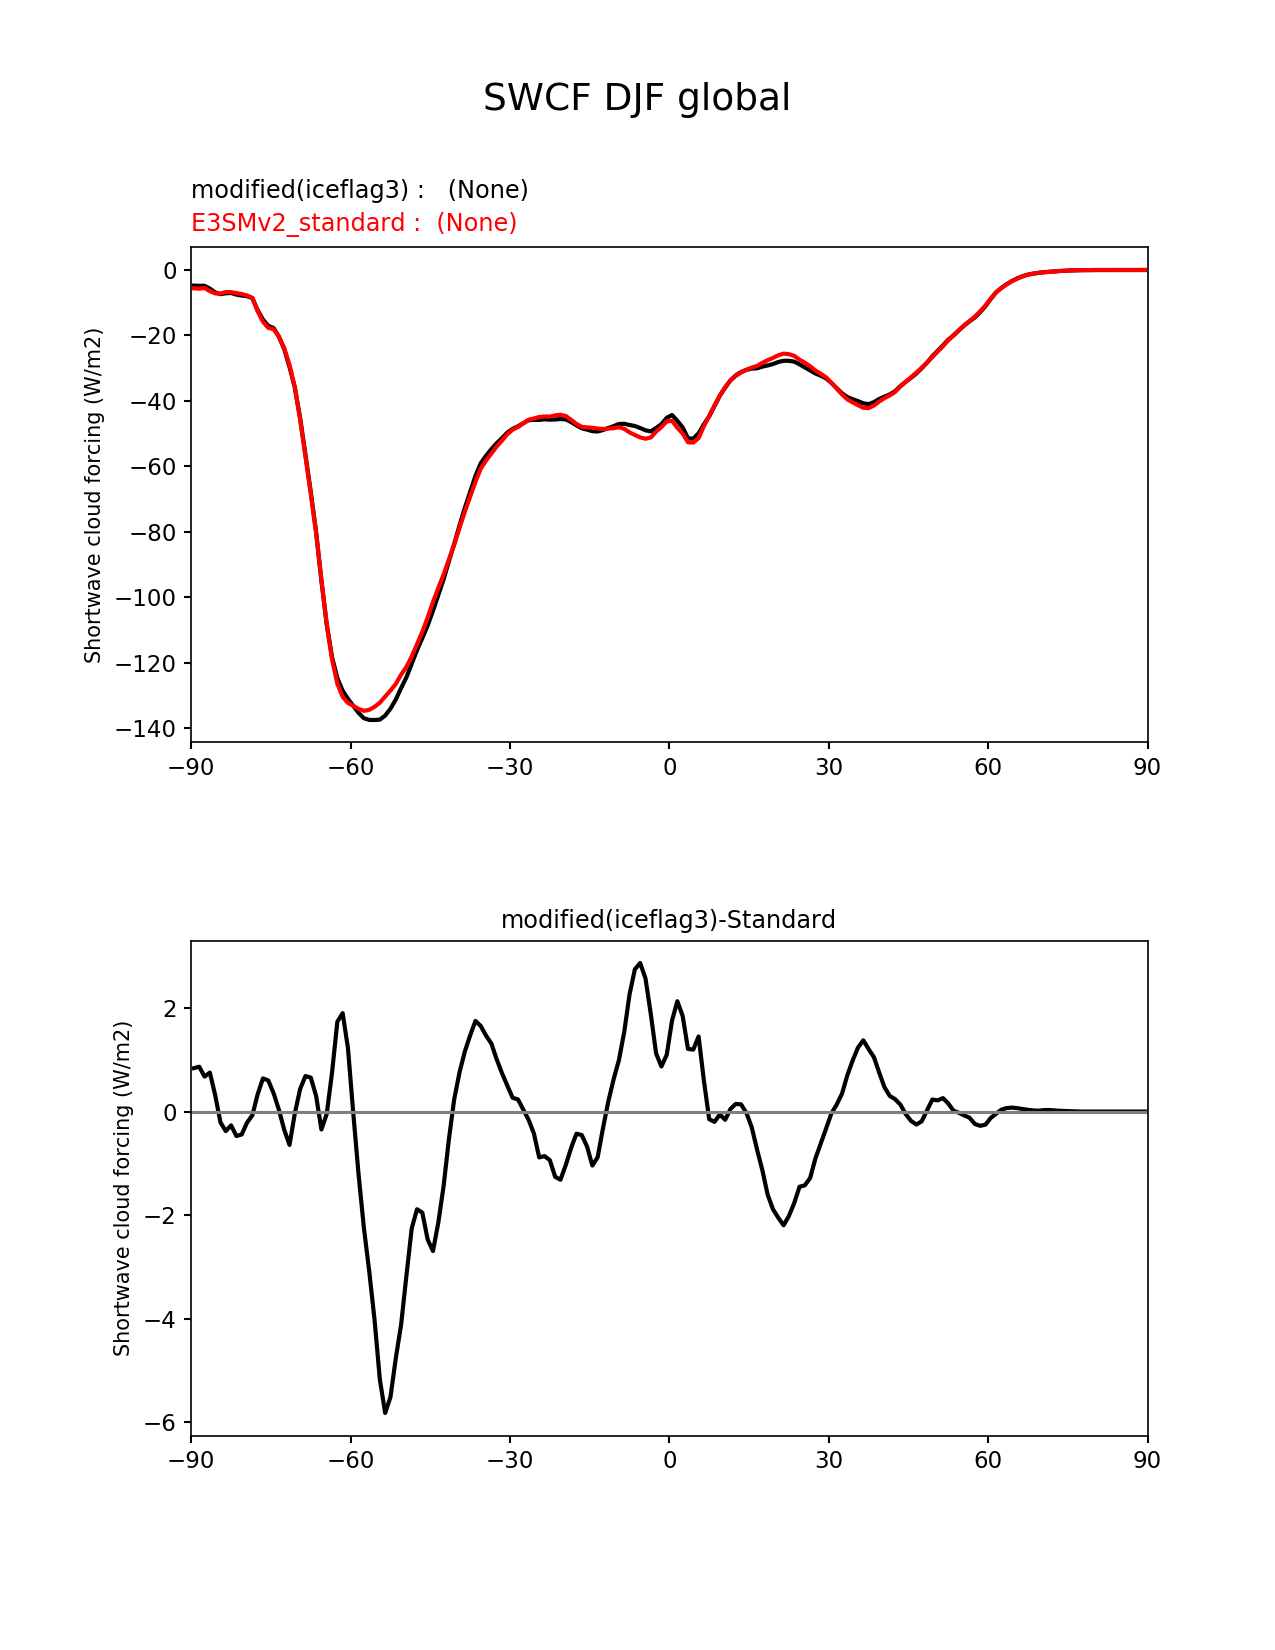 SWCF DJF global
modified(iceflag3) :   (None)
E3SMv2_standard :  (None)
Shortwave cloud forcing (W/m2)
0
−20
−40
−60
−80
−100
−120
−140
−90 −60 −30 0 30 60 90
modified(iceflag3)-Standard
Shortwave cloud forcing (W/m2)
2
0
−2
−4
−6
−90 −60 −30 0 30 60 90